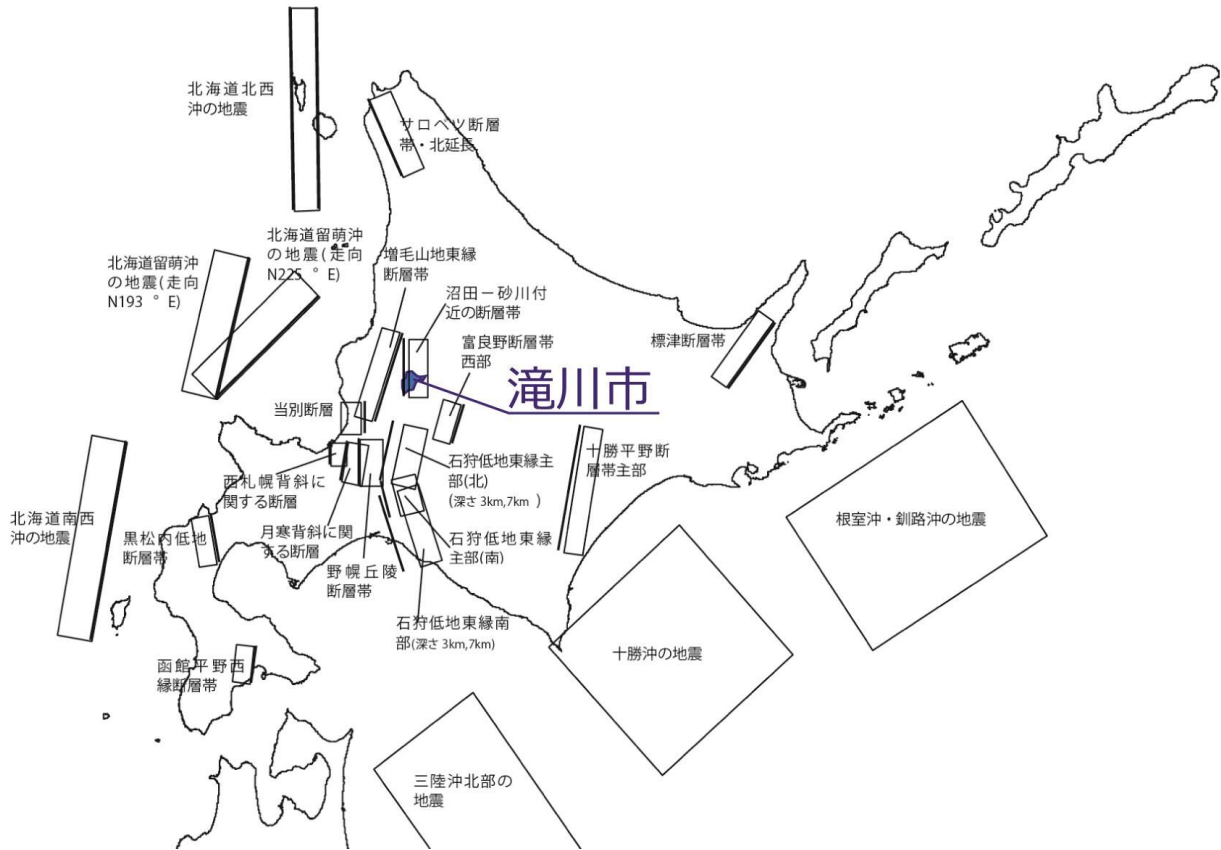 北海道北西
沖の地震
サロベツ断層
帯・北延長
北海道留萌沖
の地震(走向
N225 ° E)
北海道留萌沖
の地震(走向
N193 ° E)
増毛山地東縁
断層帯
沼田－砂川付
近の断層帯
富良野断層帯
西部
標津断層帯
滝川市
当別断層
西札幌背斜に
関する断層
石狩低地東縁主
部(北)
(深さ 3km,7km )
十勝平野断
層帯主部
北海道南西
沖の地震
黒松内低地
断層帯
月寒背斜に関
する断層
野幌丘陵
断層帯
石狩低地東縁
主部(南)
石狩低地東縁南
部(深さ 3km,7km)
根室沖・釧路沖の地震
十勝沖の地震
函館平野西
縁断層帯
三陸沖北部の
地震